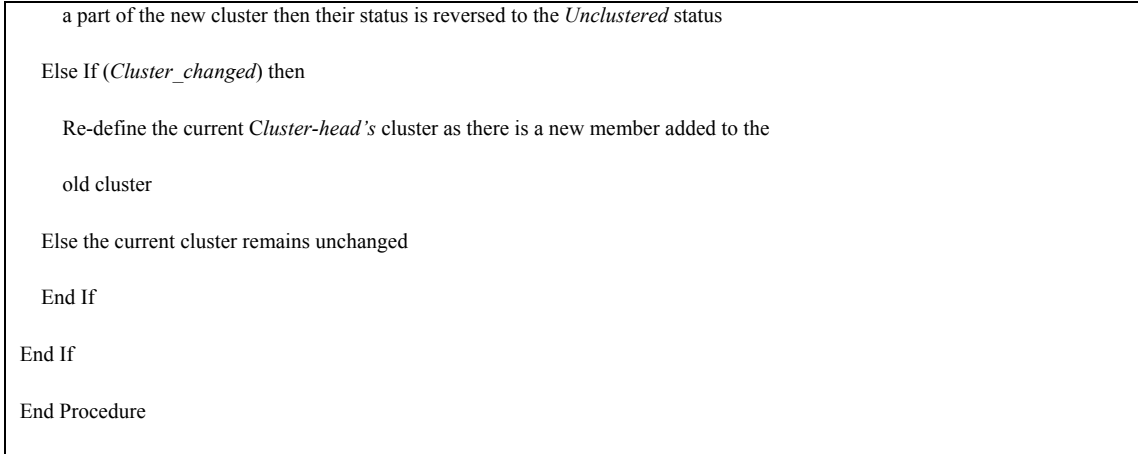 a part of the new cluster then their status is reversed to the Unclustered status
Else If (Cluster_changed) then
Re-define the current Cluster-head’s cluster as there is a new member added to the
old cluster
Else the current cluster remains unchanged
End If
End If
End Procedure